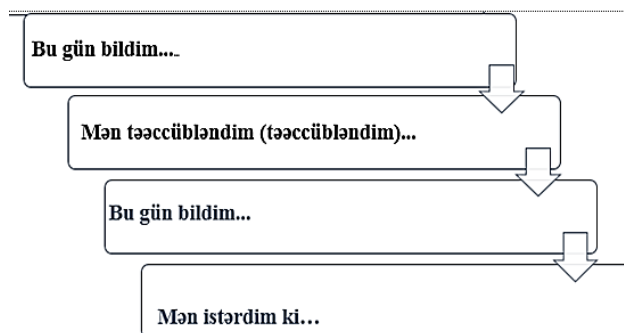 Bu gün bildim....
Mən təəccübləndim (təəccübləndim)...
Bu gün bildim...
Mən istərdim ki...